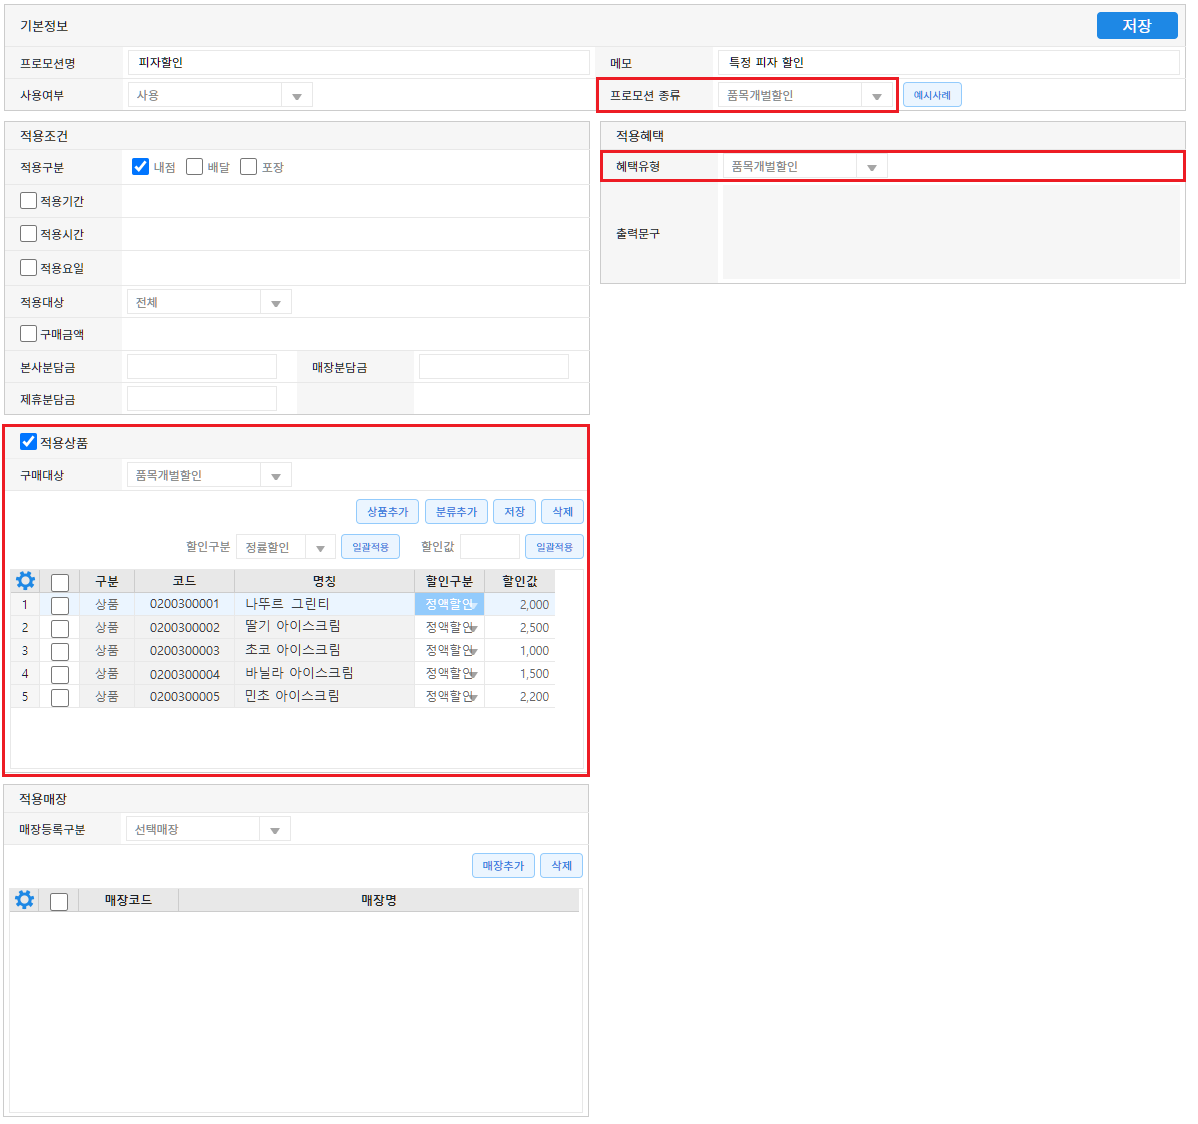 기본정보
저장
프로모션명 피자할인 메모 특정 피자 할인
사용여부 사용 프로모션 종류 품목개별할인 예시사례
적용조건
적용구분 내점 배달 포장
적용기간
적용시간
적용요일
적용대상 전체
구매금액
본사분담금 매장분담금
제휴분담금
적용혜택
혜택유형 품목개별할인
출력문구
적용상품
구매대상 품목개별할인
상품추가 분류추가 저장 삭제
할인구분 정률할인 일괄적용 할인값 일괄적용
구분 코드 명칭 할인구분 할인값
1 상품 0200300001 나뚜르 그린티 정액할인 2,000
2 상품 0200300002 딸기 아이스크림 정액할인 2,500
3 상품 0200300003 초코 아이스크림 정액할인 1,000
4 상품 0200300004 바닐라 아이스크림 정액할인 1,500
5 상품 0200300005 민초 아이스크림 정액할인 2,200
적용매장
매장등록구분 선택매장
매장추가 삭제
매장코드 매장명